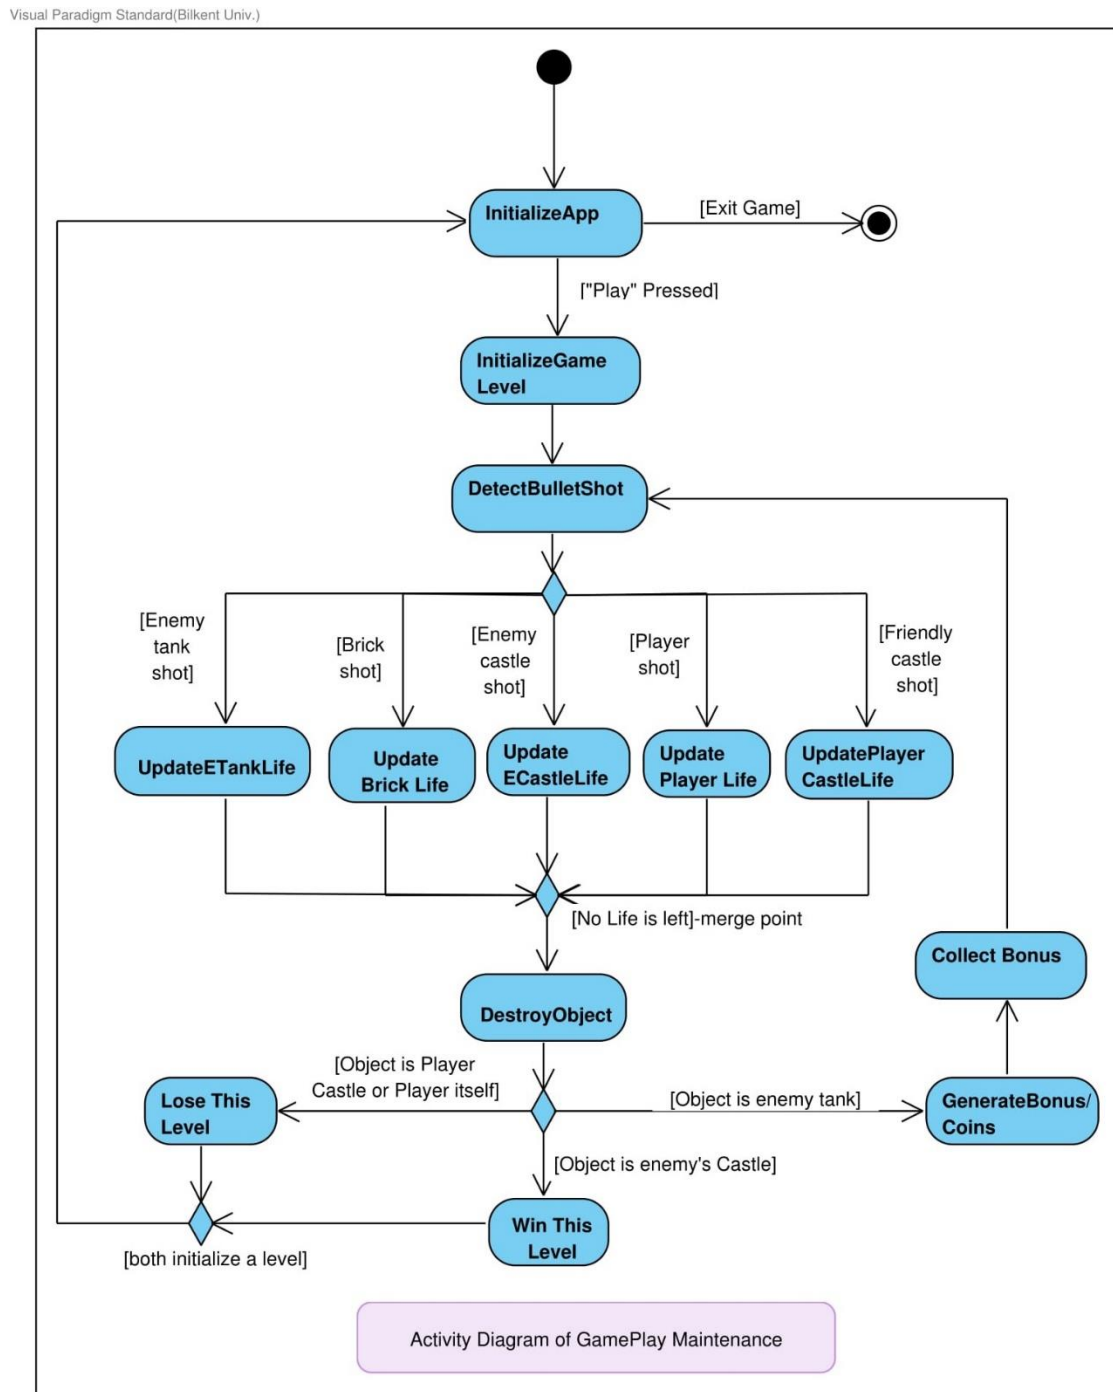 Visual Paradigm Standard(Bilkent Univ.)
InitializeApp
[Exit Game]
["Play" Pressed]
InitializeGame
Level
DetectBulletShot
[Enemy
tank
shot]
[Brick
shot]
[Enemy
castle
shot]
[Player
shot]
[Friendly
castle
shot]
UpdateETankLife
Update
Brick Life
Update
ECastleLife
Update
Player Life
UpdatePlayer
CastleLife
[No Life is left]-merge point
Collect Bonus
DestroyObject
[Object is Player
Castle or Player itself]
Lose This
Level
[Object is enemy tank]
GenerateBonus/
Coins
[Object is enemy's Castle]
Win This
Level
[both initialize a level]
Activity Diagram of GamePlay Maintenance